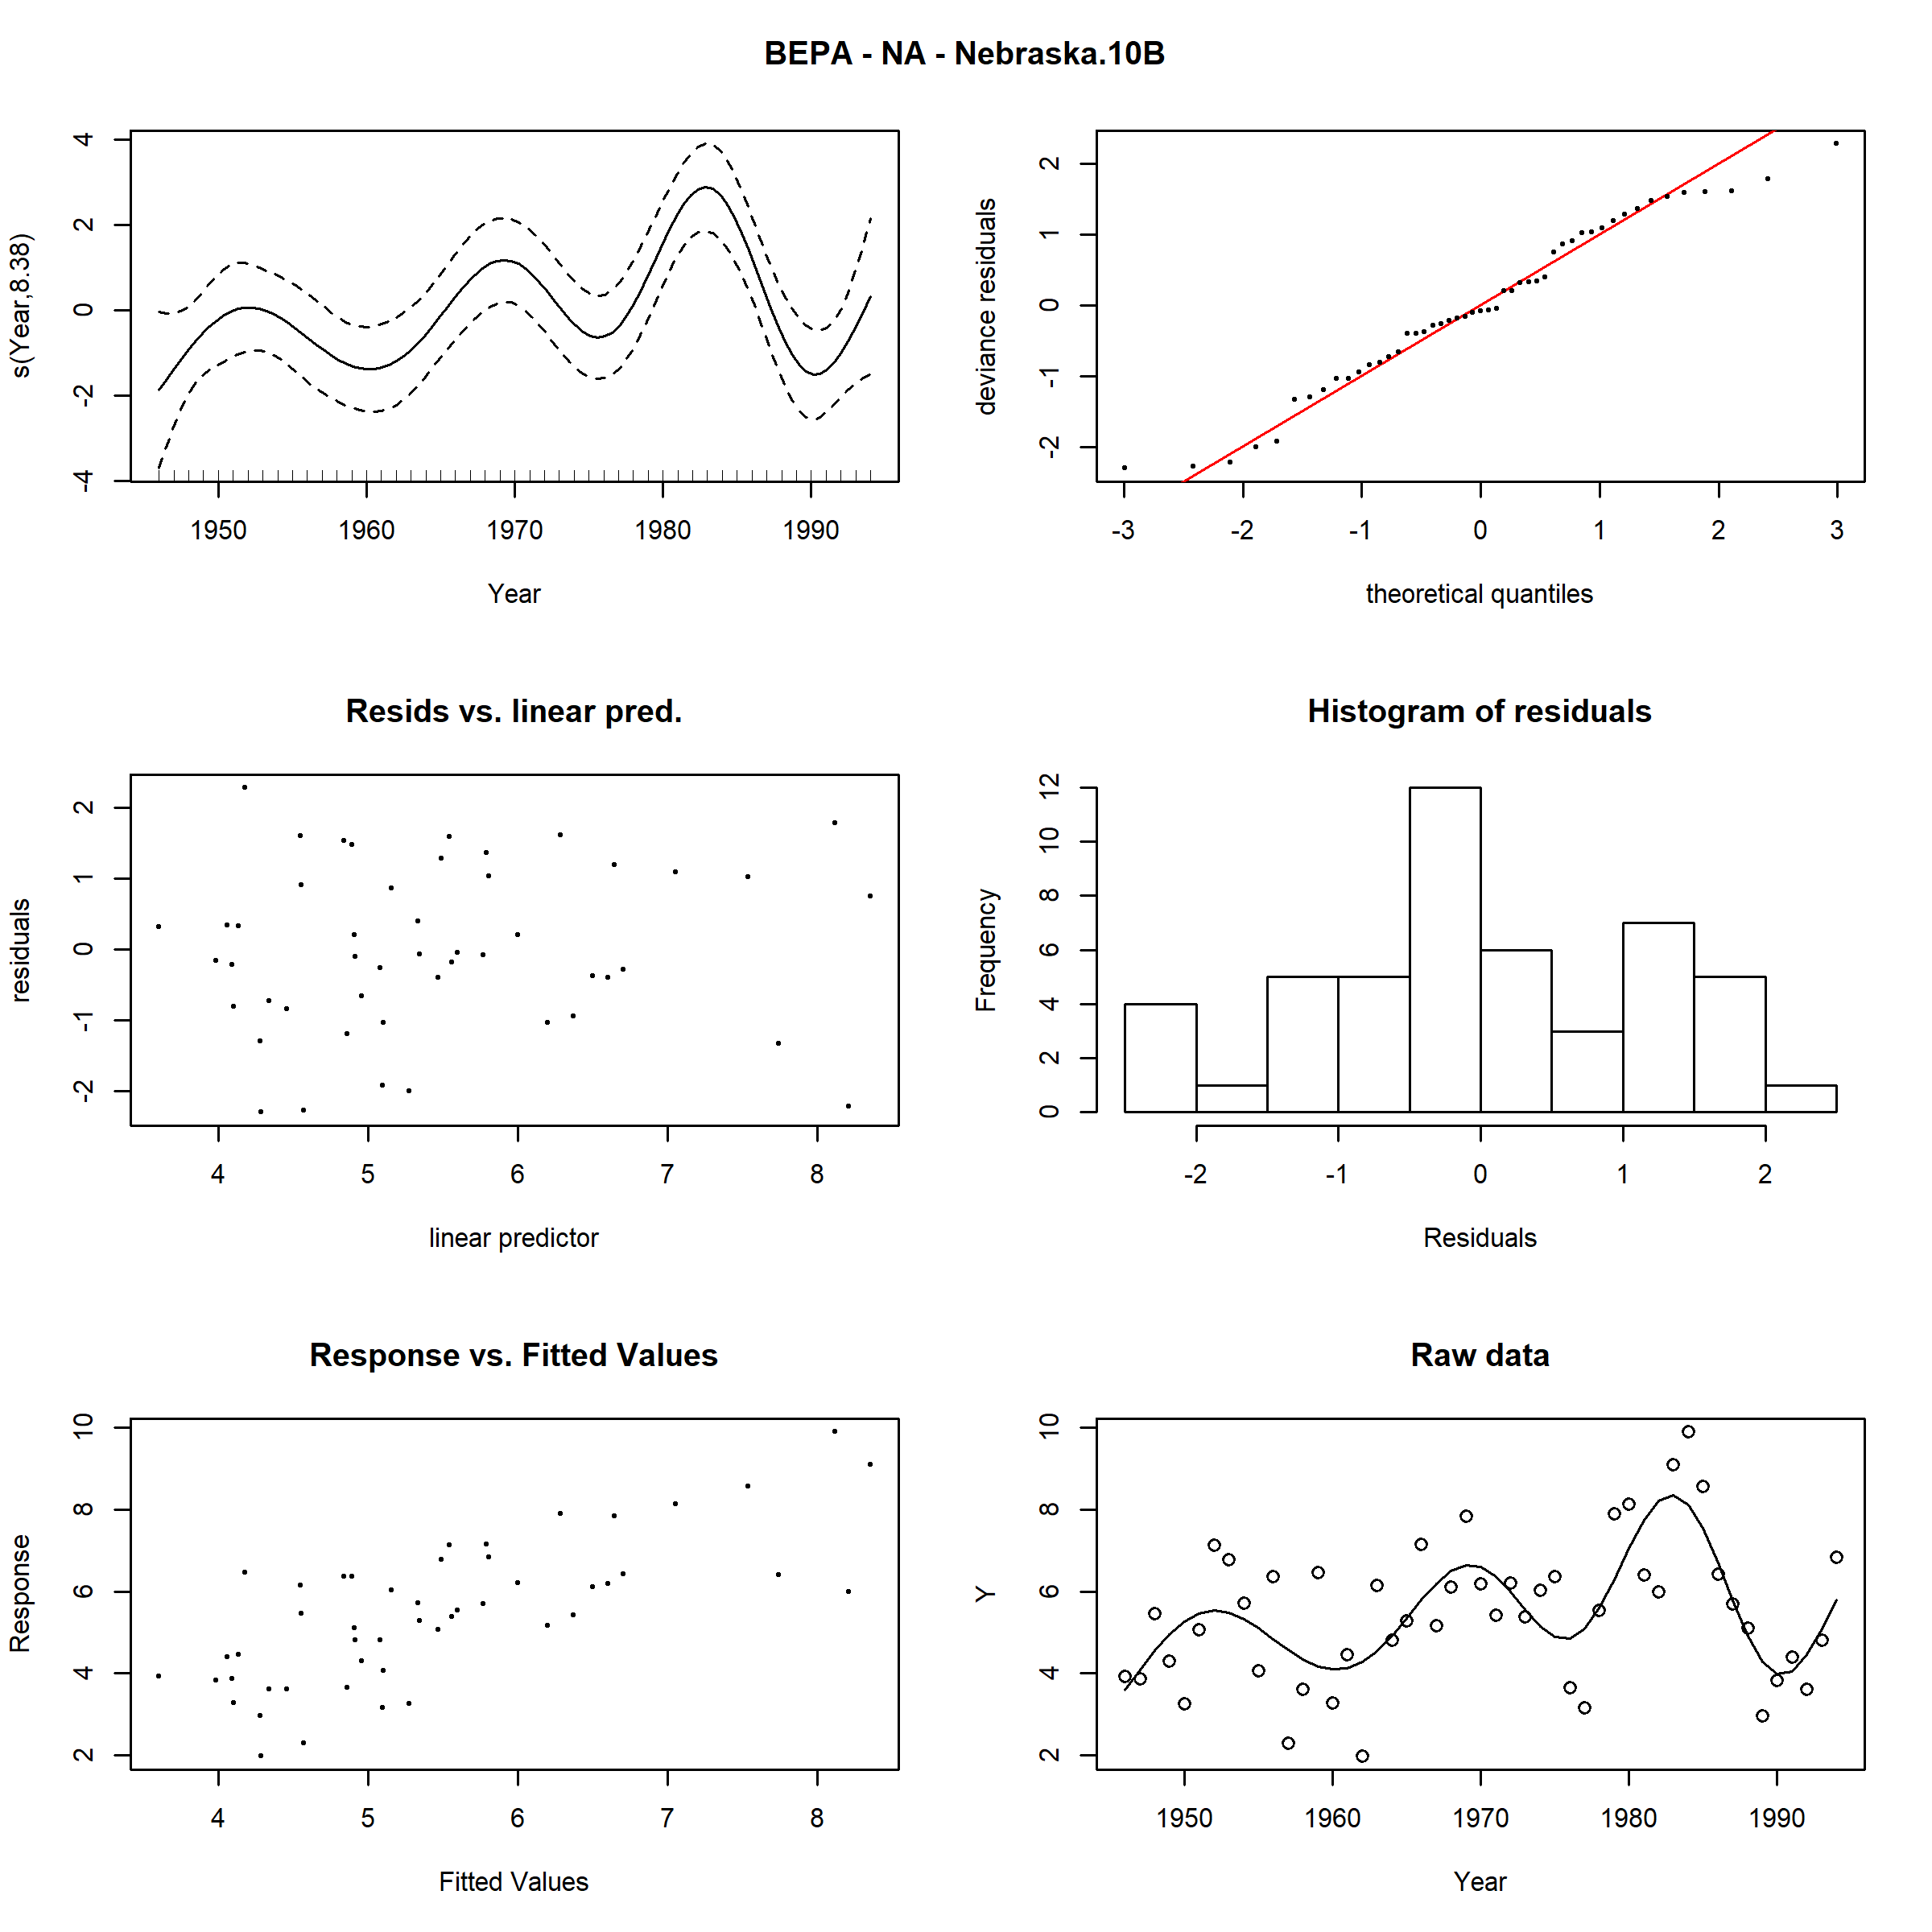 BEPA - NA - Nebraska.10B
s(Year,8.38)
4
2
0
-2
-4
1950 1960 1970 1980 1990
Year
deviance residuals
2
1
0
-1
-2
-3 -2 -1 0 1 2 3
theoretical quantiles
Resids vs. linear pred.
residuals
2
1
0
-1
-2
4 5 6 7 8
linear predictor
Histogram of residuals
Frequency
12
10
8
6
4
2
0
-2 -1 0 1 2
Residuals
Response vs. Fitted Values
Response
10
8
6
4
2
4 5 6 7 8
Fitted Values
Raw data
Y
10
8
6
4
2
1950 1960 1970 1980 1990
Year